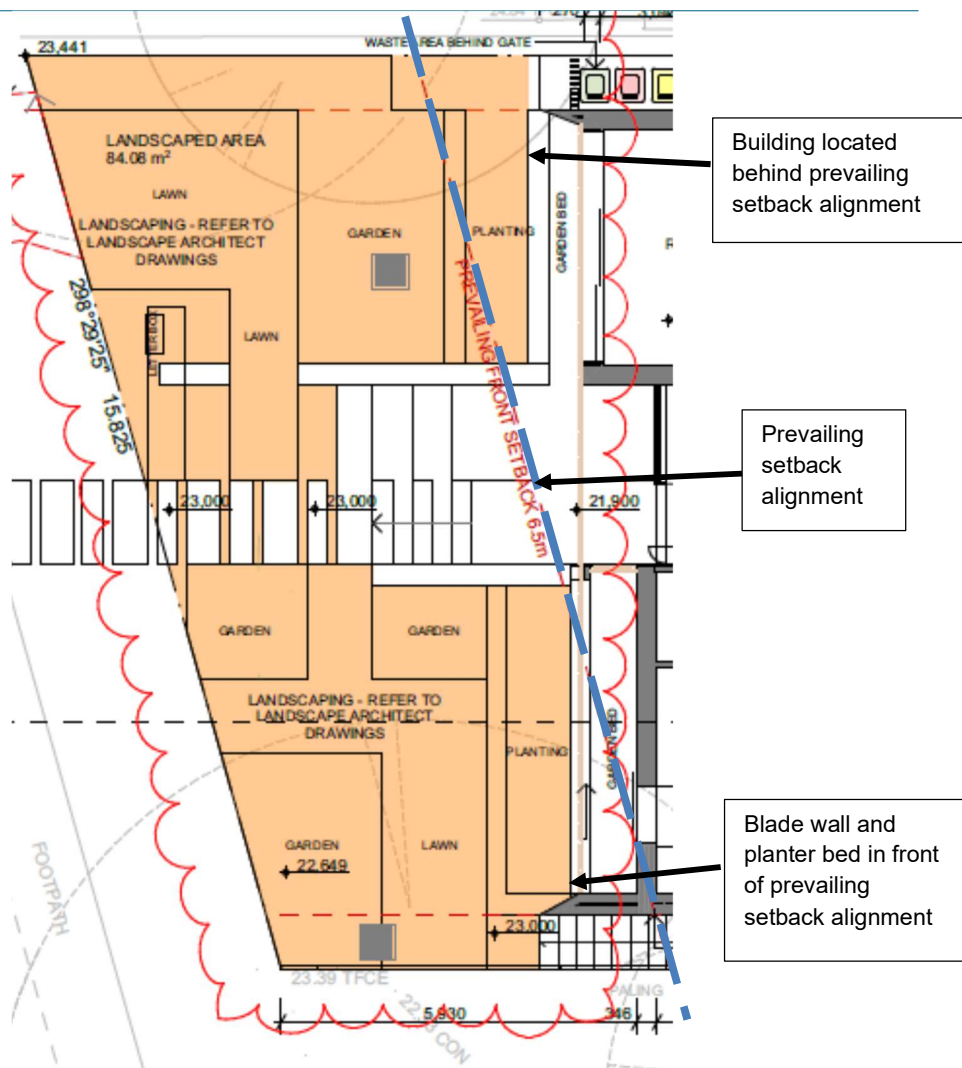 WASTE AREA BEHIND GATE
23,441
LANDSCAPED AREA
84.08 m²
LAWN
LANDSCAPING - REFER TO
LANDSCAPE ARCHITECT
DRAWINGS
GARDEN
PLANTING
GARDEN BED
Building located
behind prevailing
setback alignment
298°29'25"
15.825
LETTERBOX
LAWN
PREVAILING FRONT SETBACK 6.5m
Prevailing
setback
alignment
23,000
23,000
21,900
GARDEN
GARDEN
LANDSCAPING - REFER TO
LANDSCAPE ARCHITECT
DRAWINGS
PLANTING
GARDEN BED
GARDEN
LAWN
22,649
FOOTPATH
Blade wall and
planter bed in front
of prevailing
setback alignment
23,000
23.39 TFCE
PALING
5,930
346